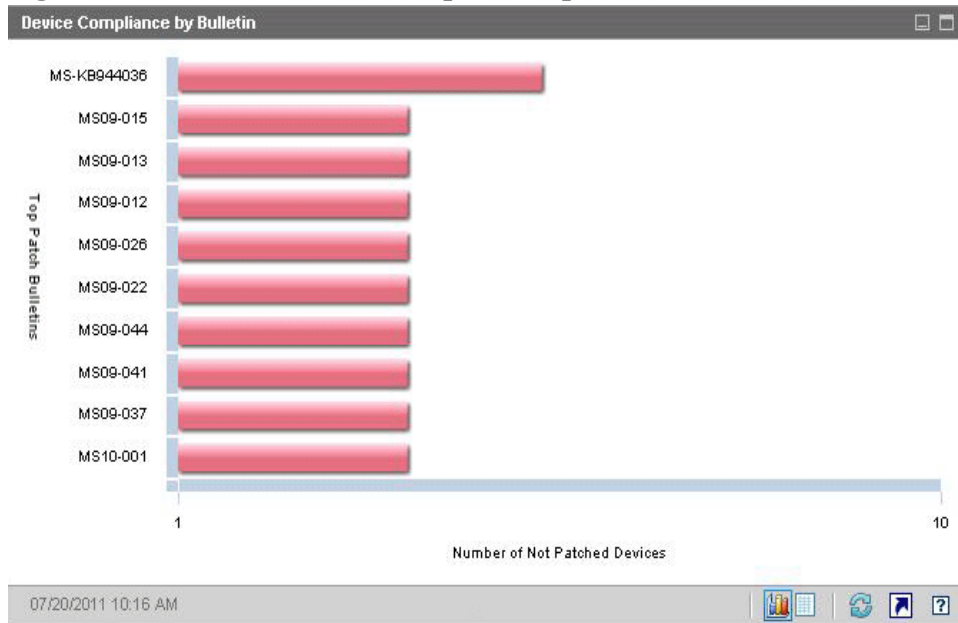 Device Compliance by Bulletin
MS-KB944036
MS09-015
MS09-013
MS09-012
MS09-026
MS09-022
MS09-044
MS09-041
MS09-037
MS10-001
Top Patch Bulletins
1
10
Number of Not Patched Devices
07/20/2011 10:16 AM